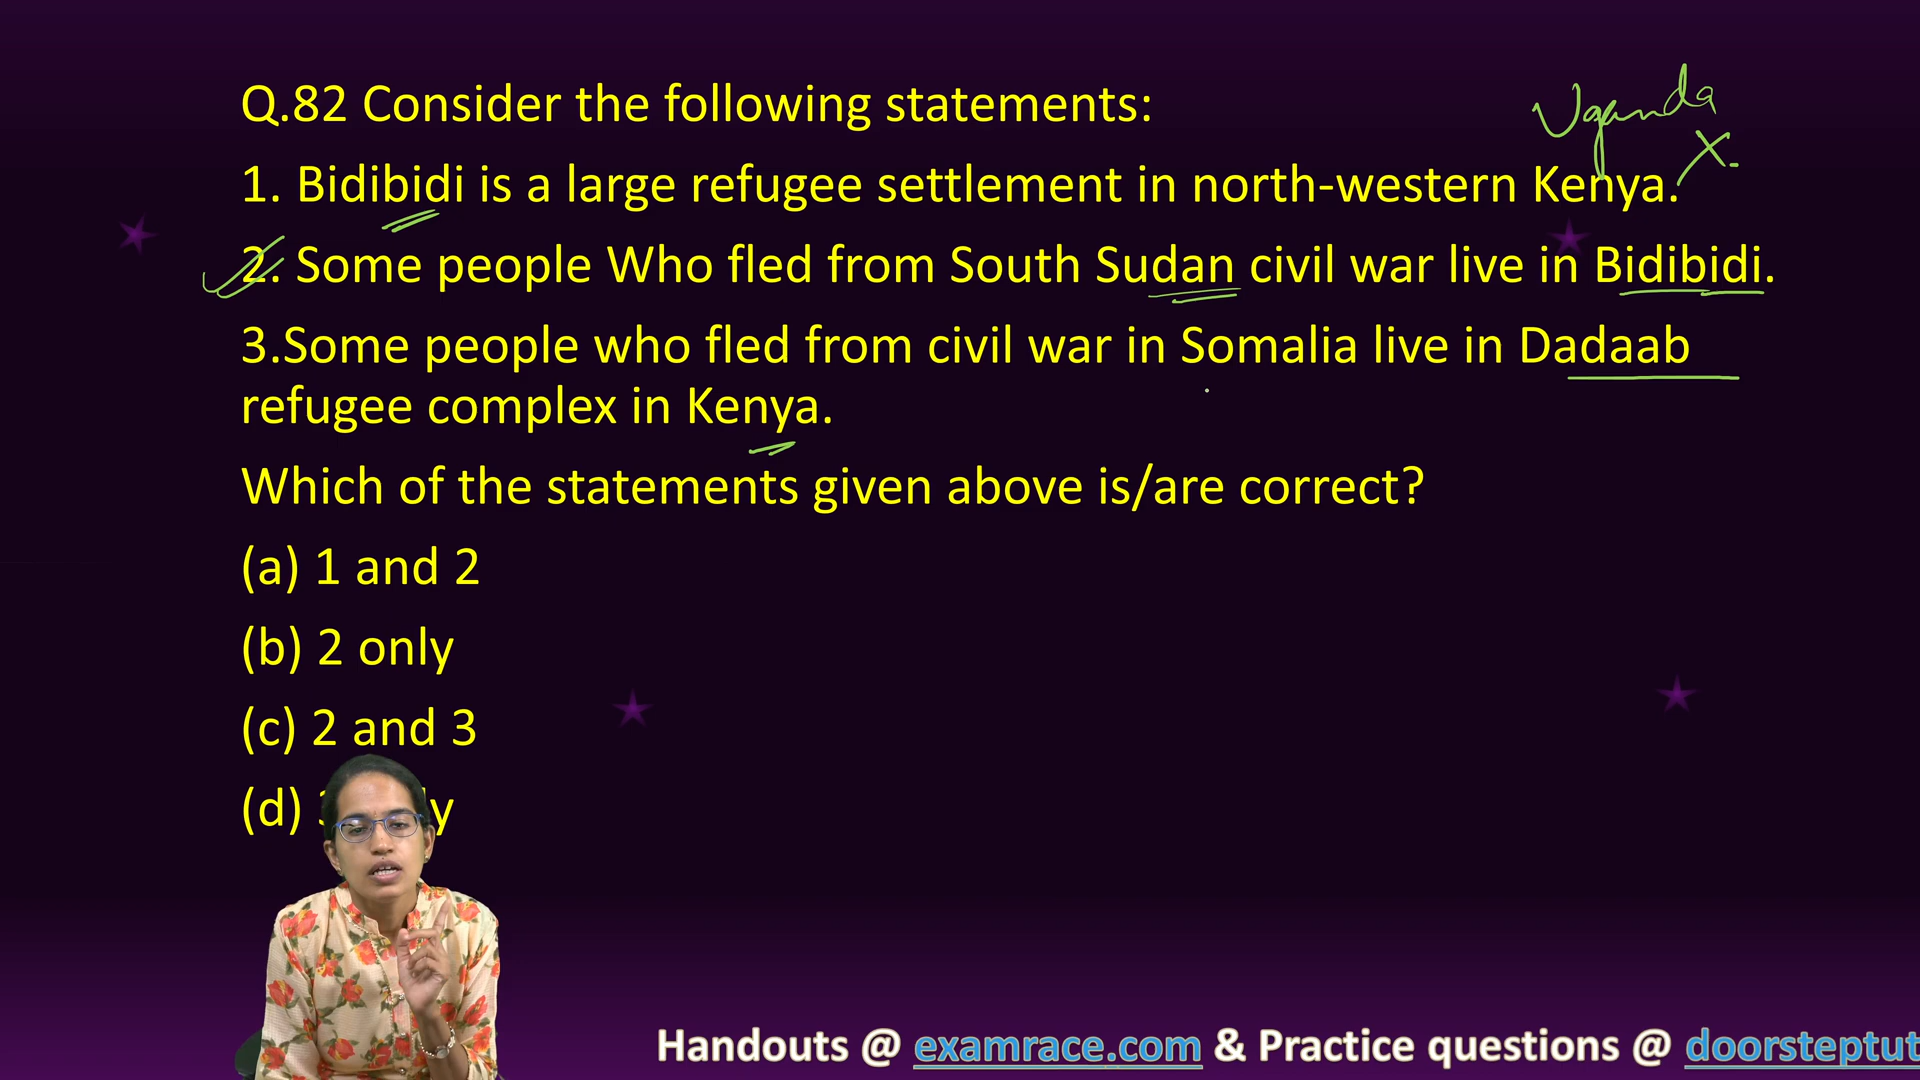 Uganda
Q.82 Consider the following statements:
1. Bidibidi is a large refugee settlement in north-western Kenya. X
2. Some people Who fled from South Sudan civil war live in Bidibidi.
3.Some people who fled from civil war in Somalia live in Dadaab
refugee complex in Kenya.
Which of the statements given above is/are correct?
(a) 1 and 2
(b) 2 only
(c) 2 and 3
(d)
Handouts @ examrace.com & Practice questions @ doorsteptut